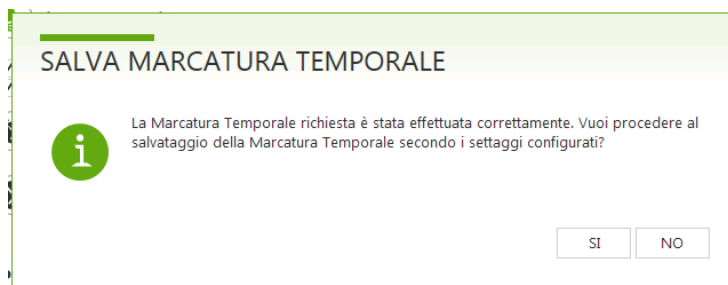 SALVA MARCATURA TEMPORALE
La Marcatura Temporale richiesta è stata effettuata correttamente. Vuoi procedere al
salvataggio della Marcatura Temporale secondo i settaggi configurati?
SI
NO